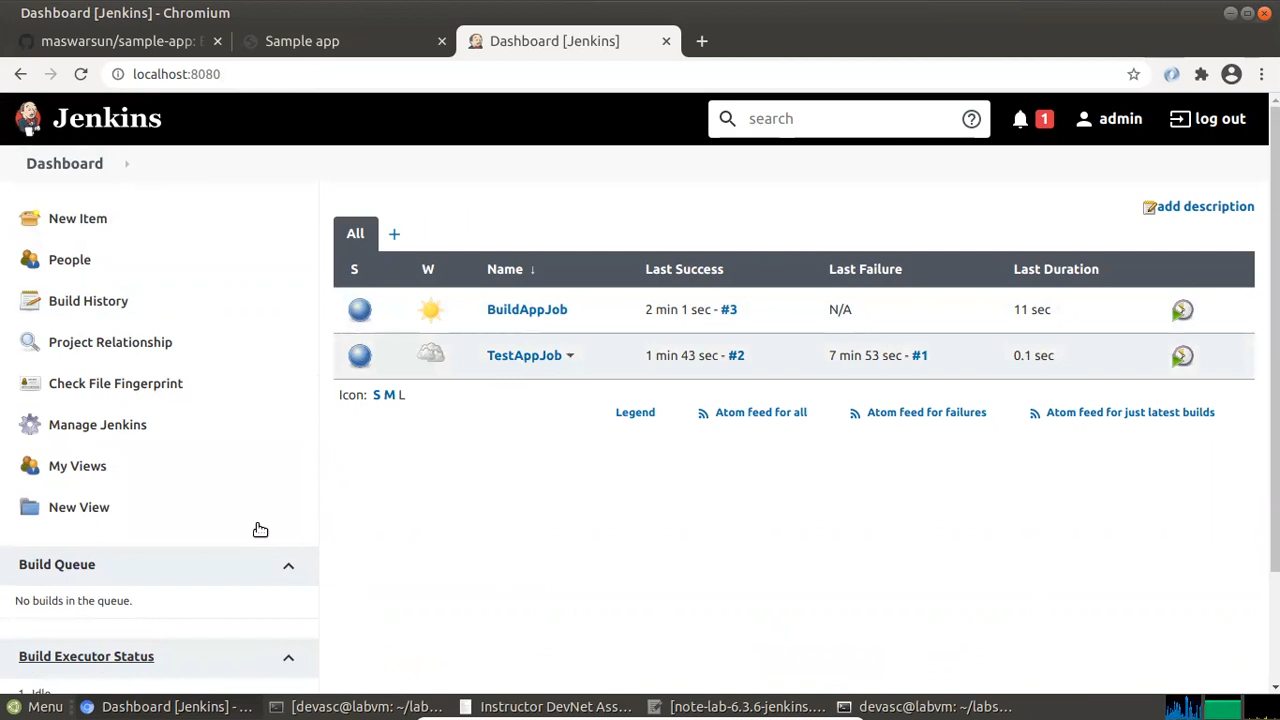 Dashboard [Jenkins] - Chromium
maswarsun/sample-app: E
Sample app
Dashboard [Jenkins]
localhost:8080
Jenkins
search
1
admin
log out
Dashboard
New Item
People
Build History
Project Relationship
Check File Fingerprint
Manage Jenkins
My Views
New View
Build Queue
No builds in the queue.
Build Executor Status
1 Idle
add description
All +
S W Name ↓ Last Success Last Failure Last Duration
BuildAppJob 2 min 1 sec - #3 N/A 11 sec
TestAppJob 1 min 43 sec - #2 7 min 53 sec - #1 0.1 sec
Icon: S M L
Legend Atom feed for all Atom feed for failures Atom feed for just latest builds
Menu Dashboard [Jenkins] - ... [devasc@labvm: ~/lab... Instructor DevNet Ass... [note-lab-6.3.6-jenkins.... devasc@labvm: ~/labs...